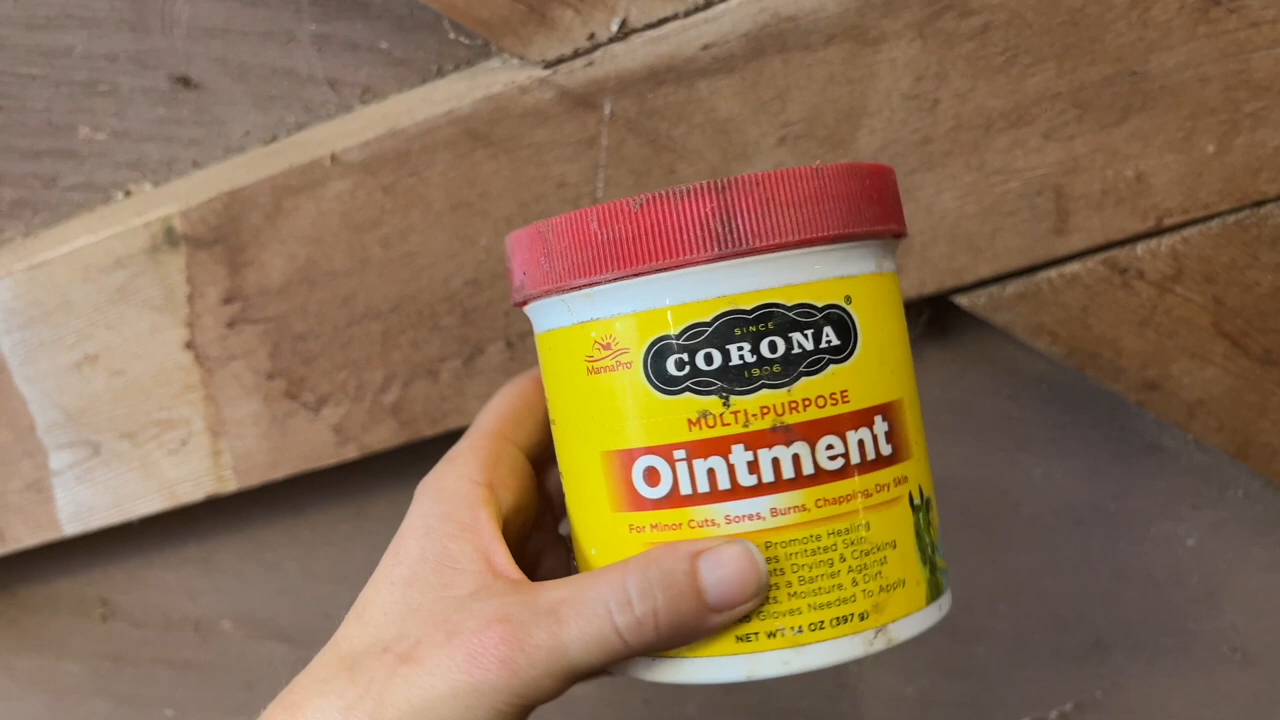 SINCE
CORONA®
1906
MannaPro
MULTI-PURPOSE
Ointment
For Minor Cuts, Sores, Burns, Chapping, Dry Skin
Promote Healing
Irritated Skin
Drying & Cracking
a Barrier Against
Moisture, & Dirt
Gloves Needed To Apply
NET WT 14 OZ (397 g)